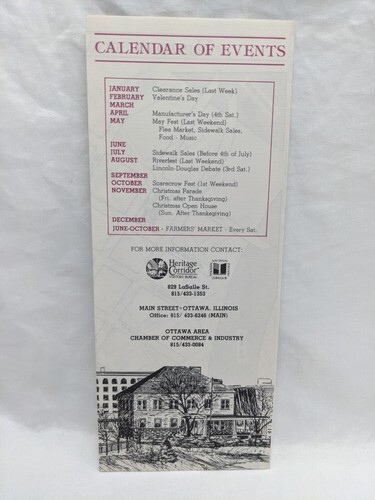 CALENDAR OF EVENTS
JANUARY Clearance Sales (Last Week)
FEBRUARY Valentine's Day
MARCH
APRIL Manufacturer's Day (4th Sat.)
MAY May Fest (Last Weekend)
Flea Market, Sidewalk Sales,
Food - Music
JUNE
JULY Sidewalk Sales (Before 4th of July)
AUGUST Riverfest (Last Weekend)
Lincoln-Douglas Debate (3rd Sat.)
SEPTEMBER
OCTOBER Scarecrow Fest (1st Weekend)
NOVEMBER Christmas Parade
(Fri. after Thanksgiving)
Christmas Open House
(Sun. After Thanksgiving)
DECEMBER
JUNE-OCTOBER - FARMERS' MARKET - Every Sat.
FOR MORE INFORMATION CONTACT:
Heritage
Corridor
VISITORS BUREAU
829 LaSalle St.
815/433-1353
MAIN STREET-OTTAWA, ILLINOIS
Office: 815/ 433-6248 (MAIN)
OTTAWA AREA
CHAMBER OF COMMERCE & INDUSTRY
815/433-0084